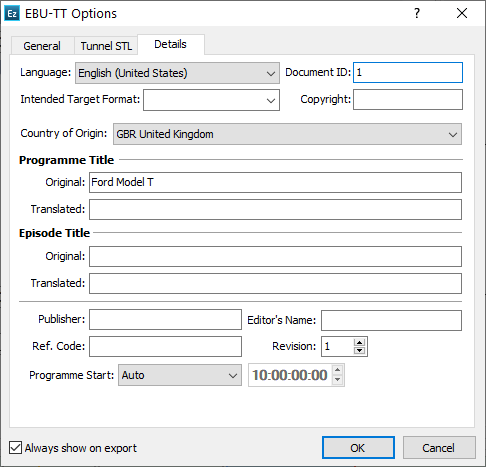 Ez EBU-TT Options ?
General Tunnel STL Details
Language: English (United States) Document ID: 1
Intended Target Format: Copyright:
Country of Origin: GBR United Kingdom
Programme Title
Original: Ford Model T
Translated:
Episode Title
Original:
Translated:
Publisher: Editor's Name:
Ref. Code: Revision: 1
Programme Start: Auto 10:00:00:00
Always show on export OK Cancel